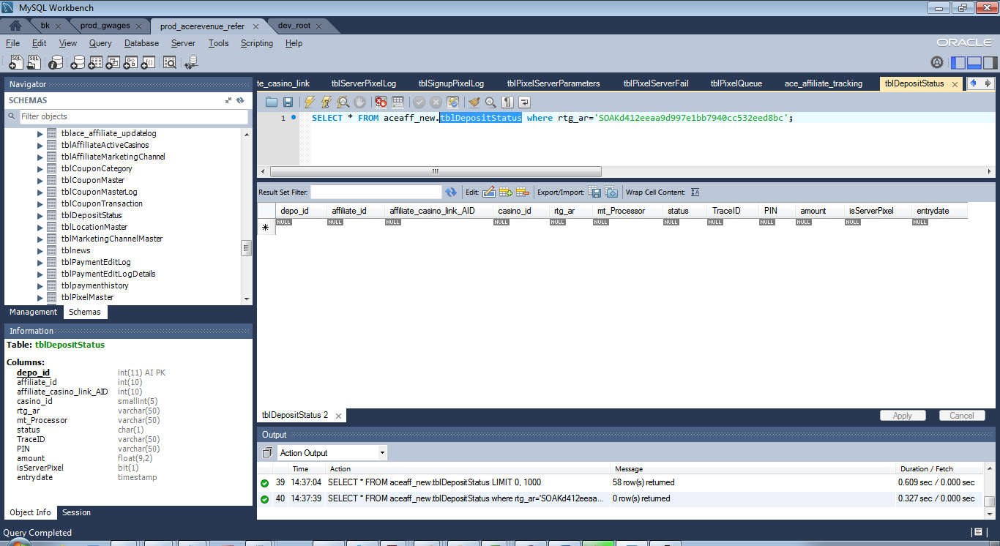 MySQL Workbench
bk
prod_gwages
prod_acerevenue_refer
dev_root
File Edit View Query Database Server Tools Scripting Help
ORACLE
Navigator
SCHEMAS
Filter objects
tblace_affiliate_updatelog
tblAffiliateActiveCasinos
tblAffiliateMarketingChannel
tblCouponCategory
tblCouponMaster
tblCouponMasterLog
tblCouponTransaction
tblDepositStatus
tblLocationMaster
tblMarketingChannelMaster
tblnews
tblPaymentEditLog
tblPaymentEditLogDetails
tblpaymenthistory
tblPixelMaster
Management Schemas
Information
Table: tblDepositStatus
Columns:
depo_id int(11) AI PK
affiliate_id int(10)
affiliate_casino_link_AID int(10)
casino_id smallint(5)
rtg_ar varchar(50)
mt_Processor varchar(50)
status char(1)
TraceID varchar(50)
PIN varchar(50)
amount float(9,2)
isServerPixel bit(1)
entrydate timestamp
Object Info Session
te_casino_link tblServerPixelLog tblSignupPixelLog tblPixelServerParameters tblPixelServerFail tblPixelQueue ace_affiliate_tracking tblDepositStatus
1 SELECT * FROM aceaff_new.tblDepositStatus where rtg_ar='SOAKd412eeaa9d997e1bb7940cc532eed8bc';
Result Set Filter: Edit: Export/Import: Wrap Cell Content:
depo_id affiliate_id affiliate_casino_link_AID casino_id rtg_ar mt_Processor status TraceID PIN amount isServerPixel entrydate
NULL NULL NULL NULL NULL NULL NULL NULL NULL NULL NULL NULL
tblDepositStatus 2
Apply Cancel
Output
Action Output
Time Action Message Duration / Fetch
39 14:37:04 SELECT * FROM aceaff_new.tblDepositStatus LIMIT 0, 1000 58 row(s) returned 0.609 sec / 0.000 sec
40 14:37:39 SELECT * FROM aceaff_new.tblDepositStatus where rtg_ar='SOAKd412eeaa... 0 row(s) returned 0.327 sec / 0.000 sec
Query Completed